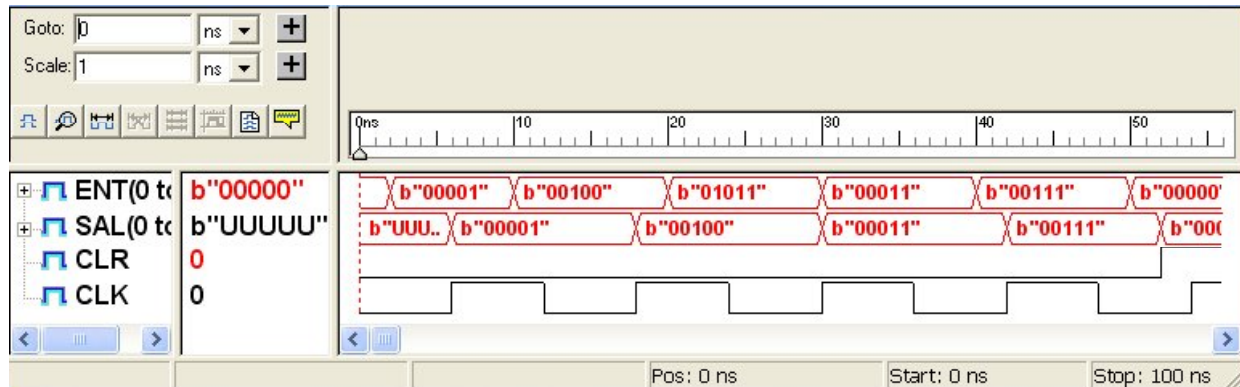 Goto: 0 ns +
Scale: 1 ns +
0ns 10 20 30 40 50
ENT(0 to b"00000" b"00001" b"00100" b"01011" b"00011" b"00111" b"00000"
SAL(0 to b"UUUUU" b"UUU.. b"00001" b"00100" b"00011" b"00111" b"000
CLR 0
CLK 0
Pos: 0 ns Start: 0 ns Stop: 100 ns